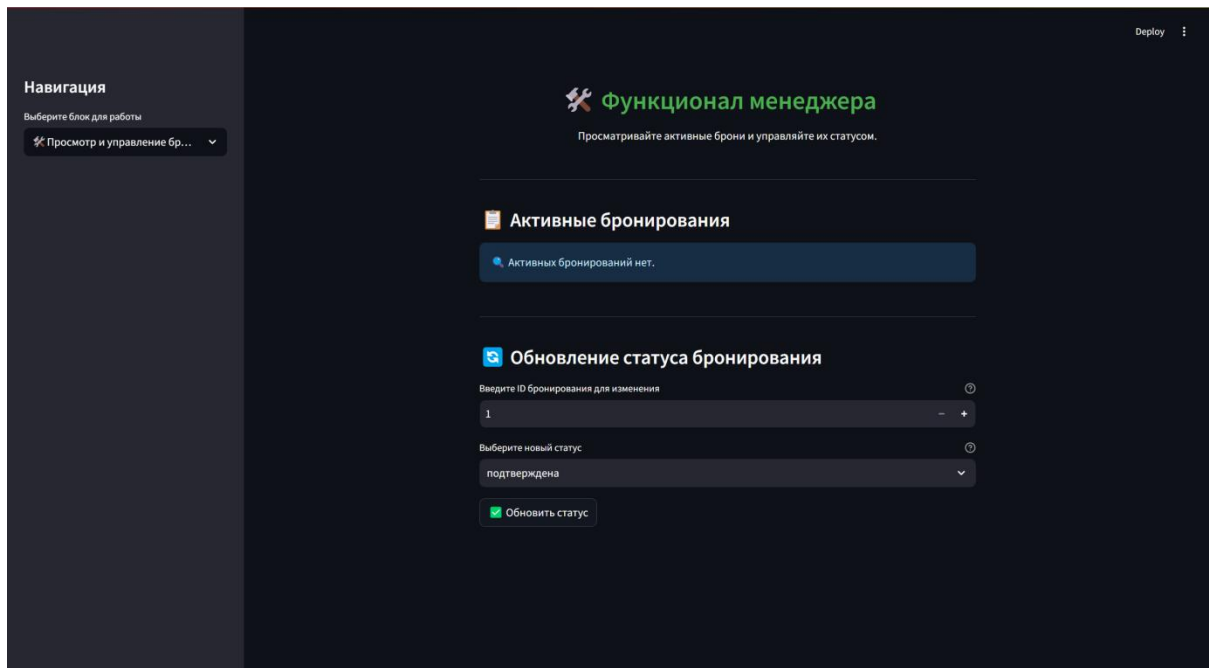 Deploy
Навигация
Выберите блок для работы
🛠 Просмотр и управление бр...
🛠 Функционал менеджера
Просматривайте активные брони и управляйте их статусом.
📋 Активные бронирования
🔍 Активных бронирований нет.
🔄 Обновление статуса бронирования
Введите ID бронирования для изменения
1
Выберите новый статус
подтверждена
✅ Обновить статус